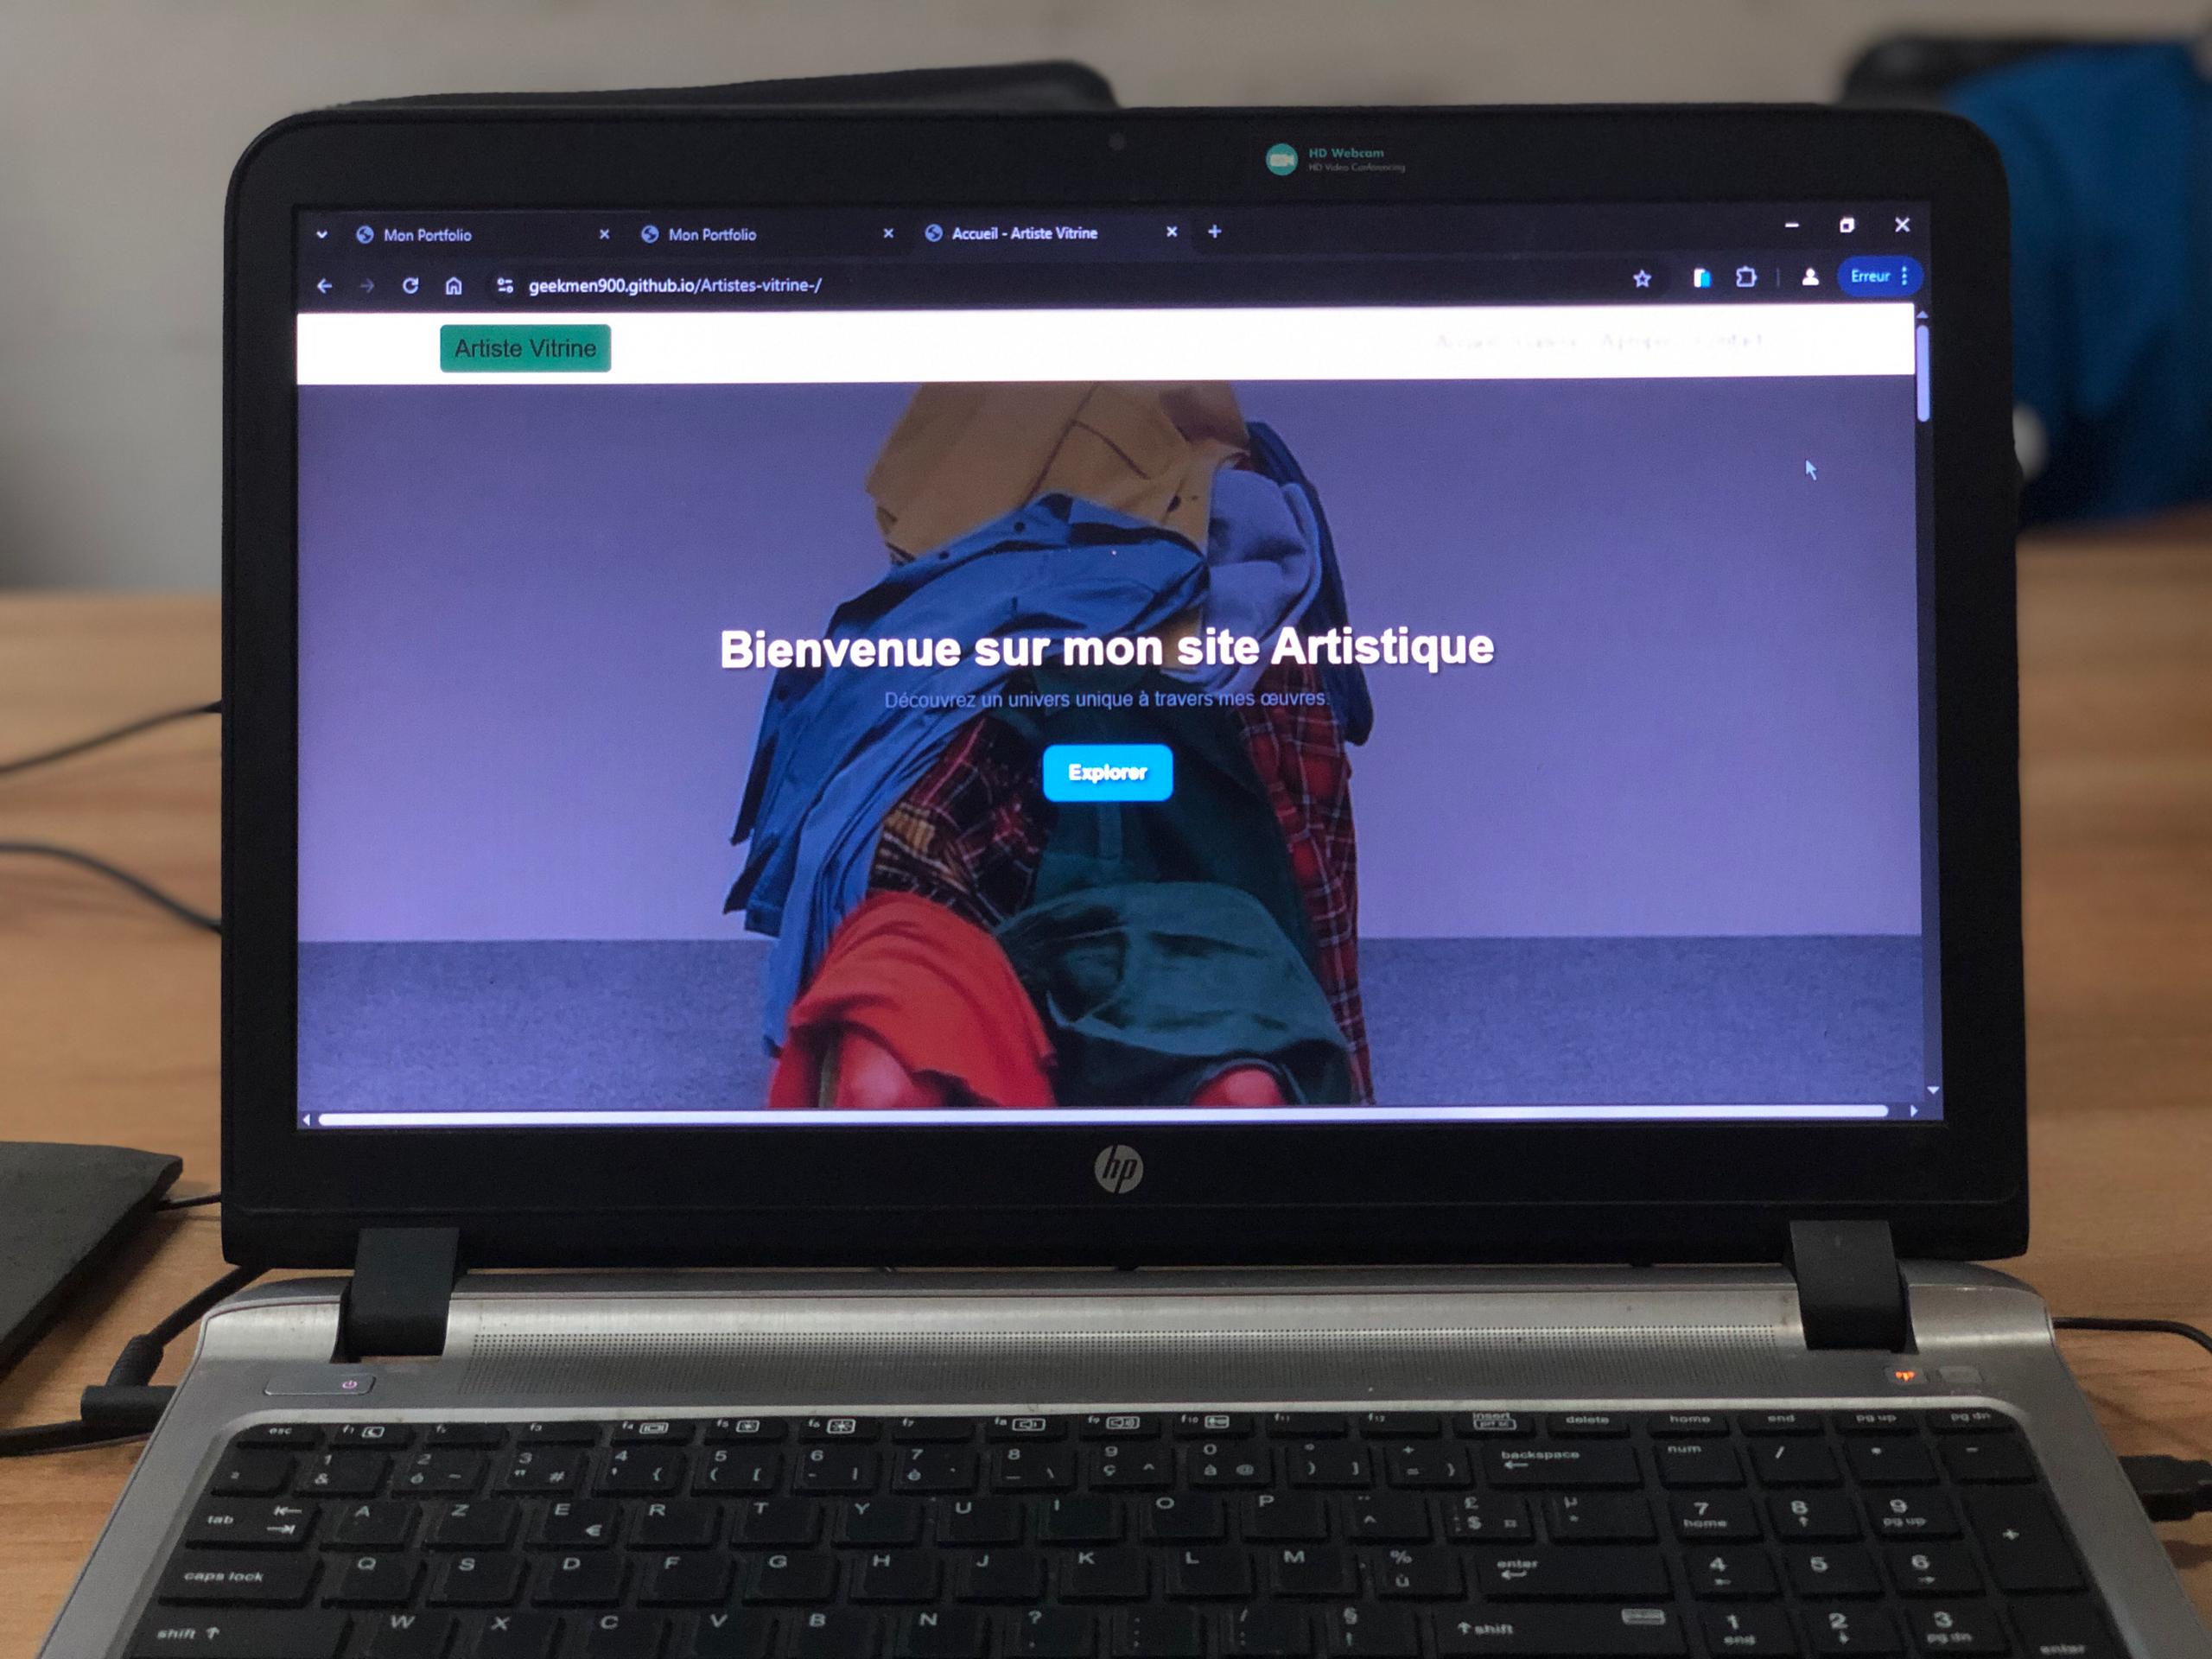 HD Webcam
HD Video Conferencing
Mon Portfolio
Mon Portfolio
Accueil - Artiste Vitrine
geekmen900.github.io/Artistes-vitrine-/
Erreur
Artiste Vitrine
Bienvenue sur mon site Artistique
Découvrez un univers unique à travers mes œuvres.
Explorer
hp
esc f1 f2 f3 f4 f5 f6 f7 f8 f9 f10 f11 f12 insert prt sc delete home end pg up pg dn
1 2 3 4 5 6 7 8 9 0 ° + backspace num / * -
& é ~ " # ' { ( [ - | è ` _ \ ç ^ à @ ) ] = }
tab A Z E R T Y U I O P ¨ £ µ 7 8 9 +
€ ^ $ ¤ * home pg up
caps lock Q S D F G H J K L M % enter 4 5 6
ù
shift W X C V B N ? . / § shift 1 2 3
end pg dn enter